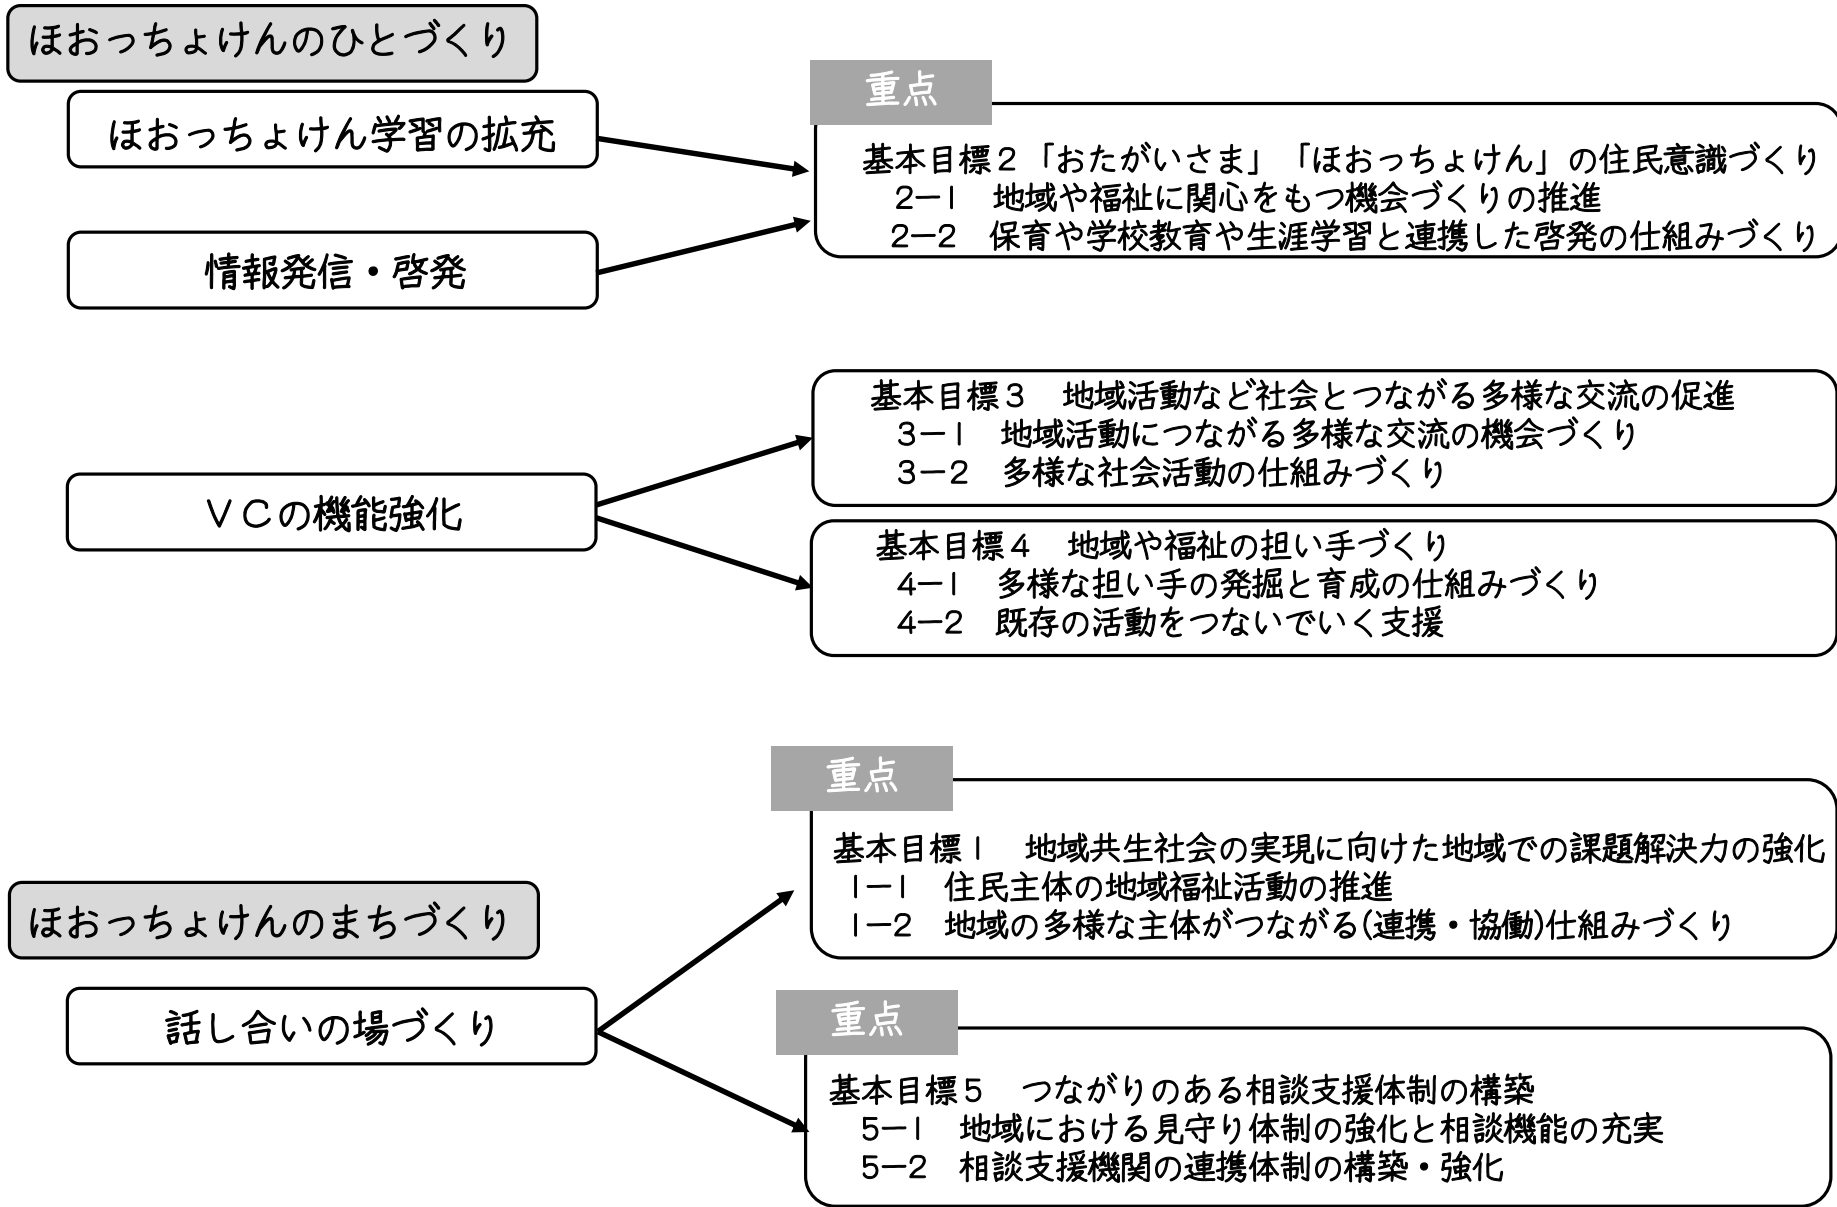 ほおっちょけんのひとづくり
ほおっちょけん学習の拡充
情報発信・啓発
重点
基本目標２「おたがいさま」「ほおっちょけん」の住民意識づくり
2−1　地域や福祉に関心をもつ機会づくりの推進
2−2　保育や学校教育や生涯学習と連携した啓発の仕組みづくり
ＶＣの機能強化
基本目標３　地域活動など社会とつながる多様な交流の促進
3−1　地域活動につながる多様な交流の機会づくり
3−2　多様な社会活動の仕組みづくり
基本目標４　地域や福祉の担い手づくり
4−1　多様な担い手の発掘と育成の仕組みづくり
4−2　既存の活動をつないでいく支援
ほおっちょけんのまちづくり
話し合いの場づくり
重点
基本目標１　地域共生社会の実現に向けた地域での課題解決力の強化
1−1　住民主体の地域福祉活動の推進
1−2　地域の多様な主体がつながる(連携・協働)仕組みづくり
重点
基本目標５　つながりのある相談支援体制の構築
5−1　地域における見守り体制の強化と相談機能の充実
5−2　相談支援機関の連携体制の構築・強化